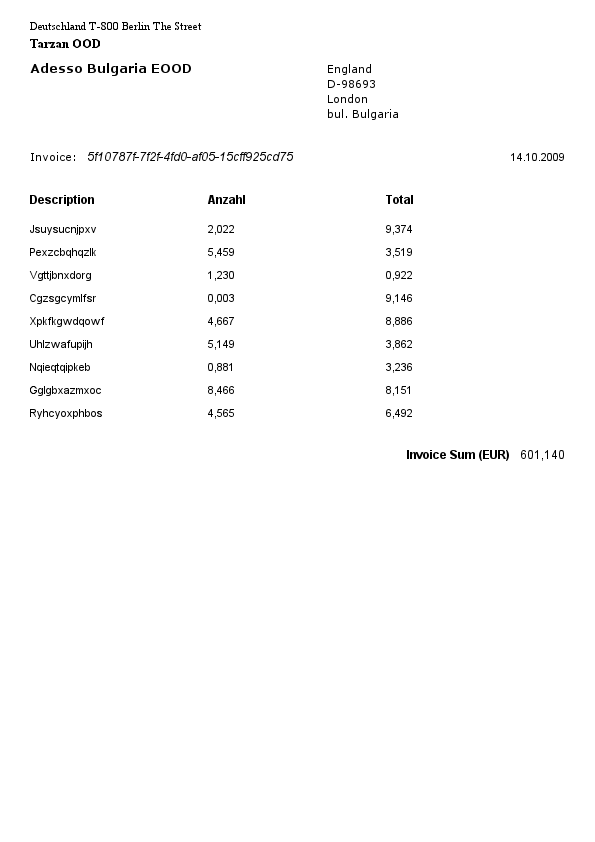 Deutschland T-800 Berlin The Street
Tarzan OOD
Adesso Bulgaria EOOD
England
D-98693
London
bul. Bulgaria
Invoice: 5f10787f-7f2f-4fd0-af05-15cff925cd75 14.10.2009
Description Anzahl Total
Jsuysucnjpxv 2,022 9,374
Pexzcbqhqzlk 5,459 3,519
Vgttjbnxdorg 1,230 0,922
Cgzsgcymlfsr 0,003 9,146
Xpkfkgwdqowf 4,667 8,886
Uhlzwafupijh 5,149 3,862
Nqieqtqipkeb 0,881 3,236
Gglgbxazmxoc 8,466 8,151
Ryhcyoxphbos 4,565 6,492
Invoice Sum (EUR) 601,140